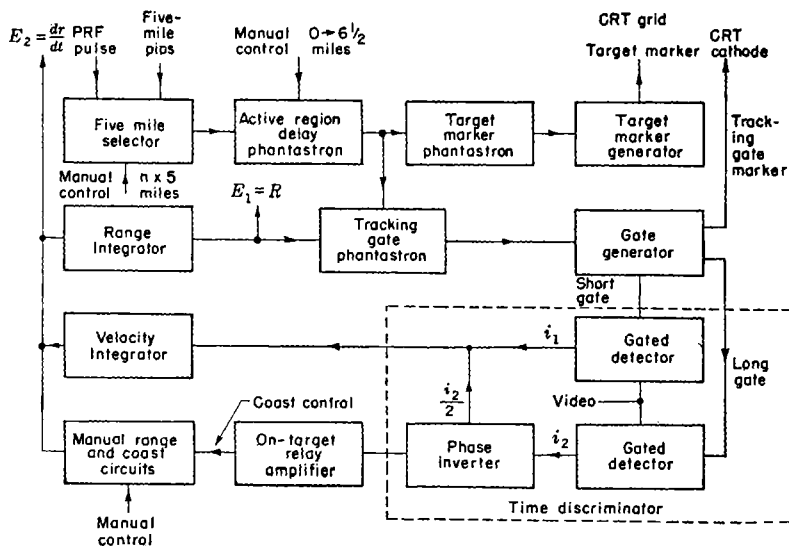 E₂ = dr/dt
PRF
pulse
Five-
mile
pips
Manual
control
0→6 1/2
miles
CRT grid
Target marker
CRT
cathode
Five mile
selector
Active region
delay
phantastron
Target
marker
phantastron
Target
marker
generator
Track-
ing
gate
marker
Manual
control
n x 5
miles
E₁ = R
Range
Integrator
Tracking
gate
phantastron
Gate
generator
Short
gate
Velocity
Integrator
i₁
Gated
detector
Long
gate
i₂/2
Video
Coast control
Manual range
and coast
circuits
On-target
relay
amplifier
Phase
inverter
i₂
Gated
detector
Time discriminator
Manual
control